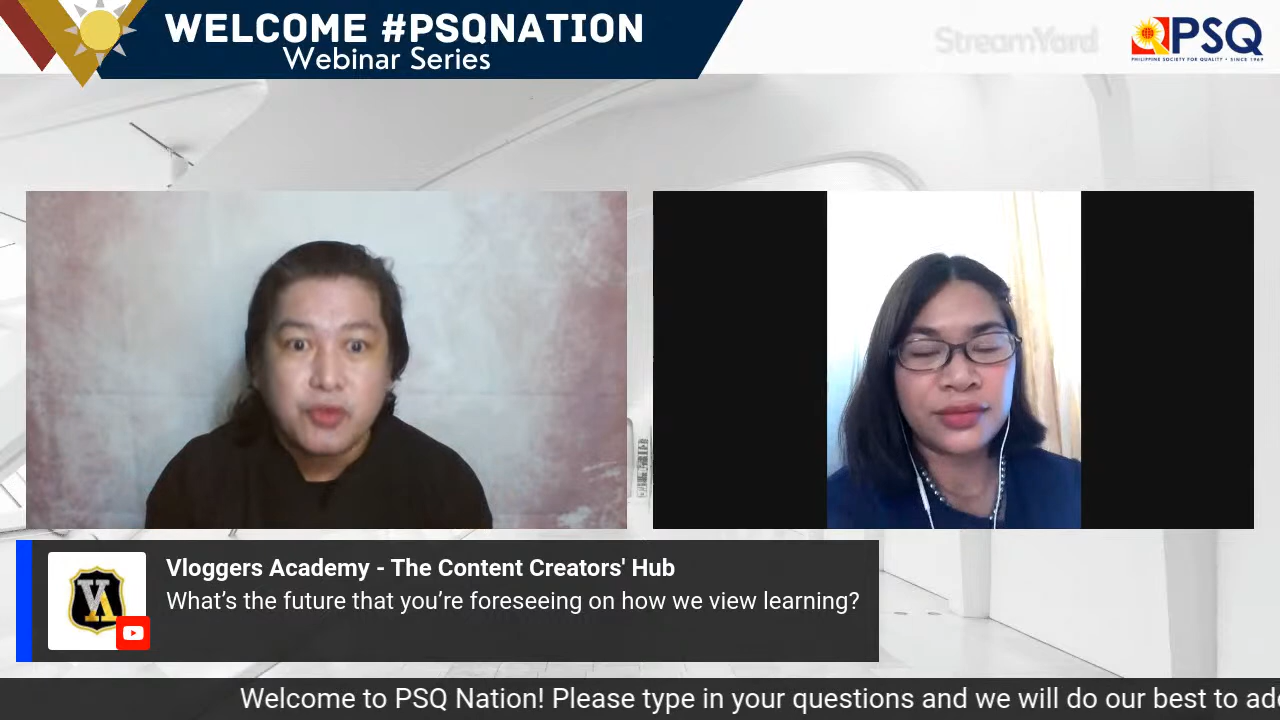 WELCOME #PSQNATION
Webinar Series
StreamYard
PSQ
PHILIPPINE SOCIETY FOR QUALITY • SINCE 1969
Vloggers Academy - The Content Creators' Hub
What’s the future that you’re foreseeing on how we view learning?
VA
Welcome to PSQ Nation! Please type in your questions and we will do our best to add